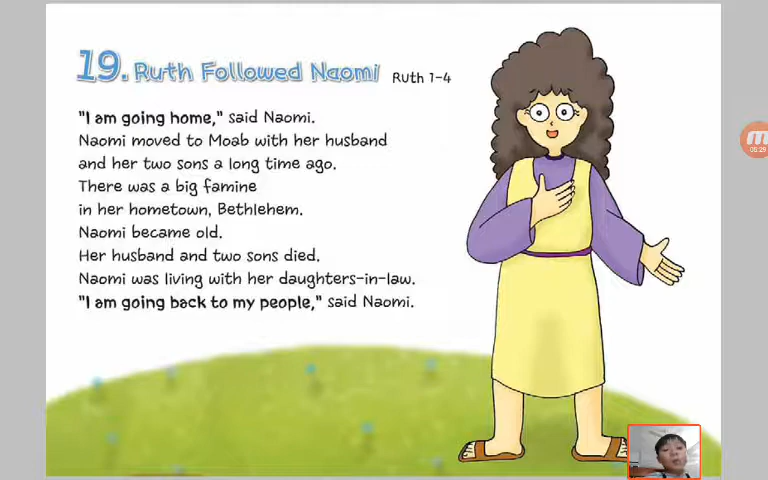 19. Ruth Followed Naomi Ruth 1-4
"I am going home," said Naomi.
Naomi moved to Moab with her husband
and her two sons a long time ago.
There was a big famine
in her hometown, Bethlehem.
Naomi became old.
Her husband and two sons died.
Naomi was living with her daughters-in-law.
"I am going back to my people," said Naomi.
05:29